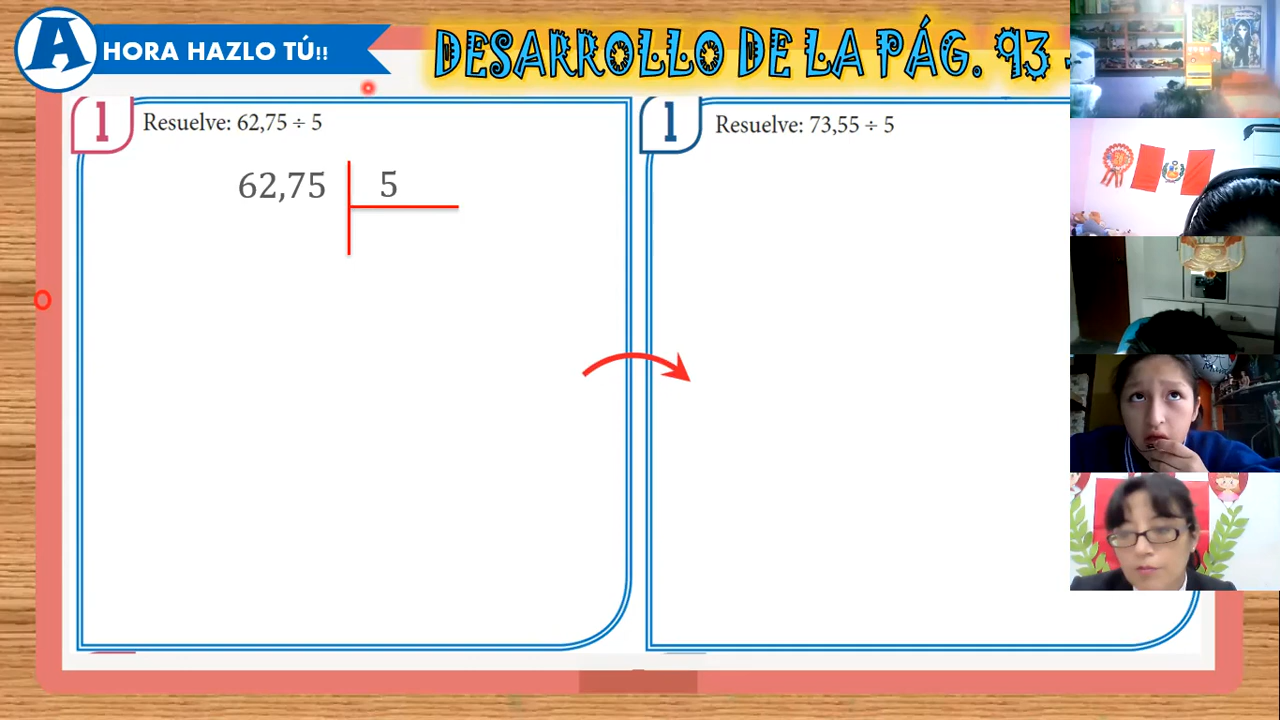 AHORA HAZLO TÚ!!
DESARROLLO DE LA PÁG. 93 -
1
Resuelve: 62,75 ÷ 5
62,75 5
1
Resuelve: 73,55 ÷ 5